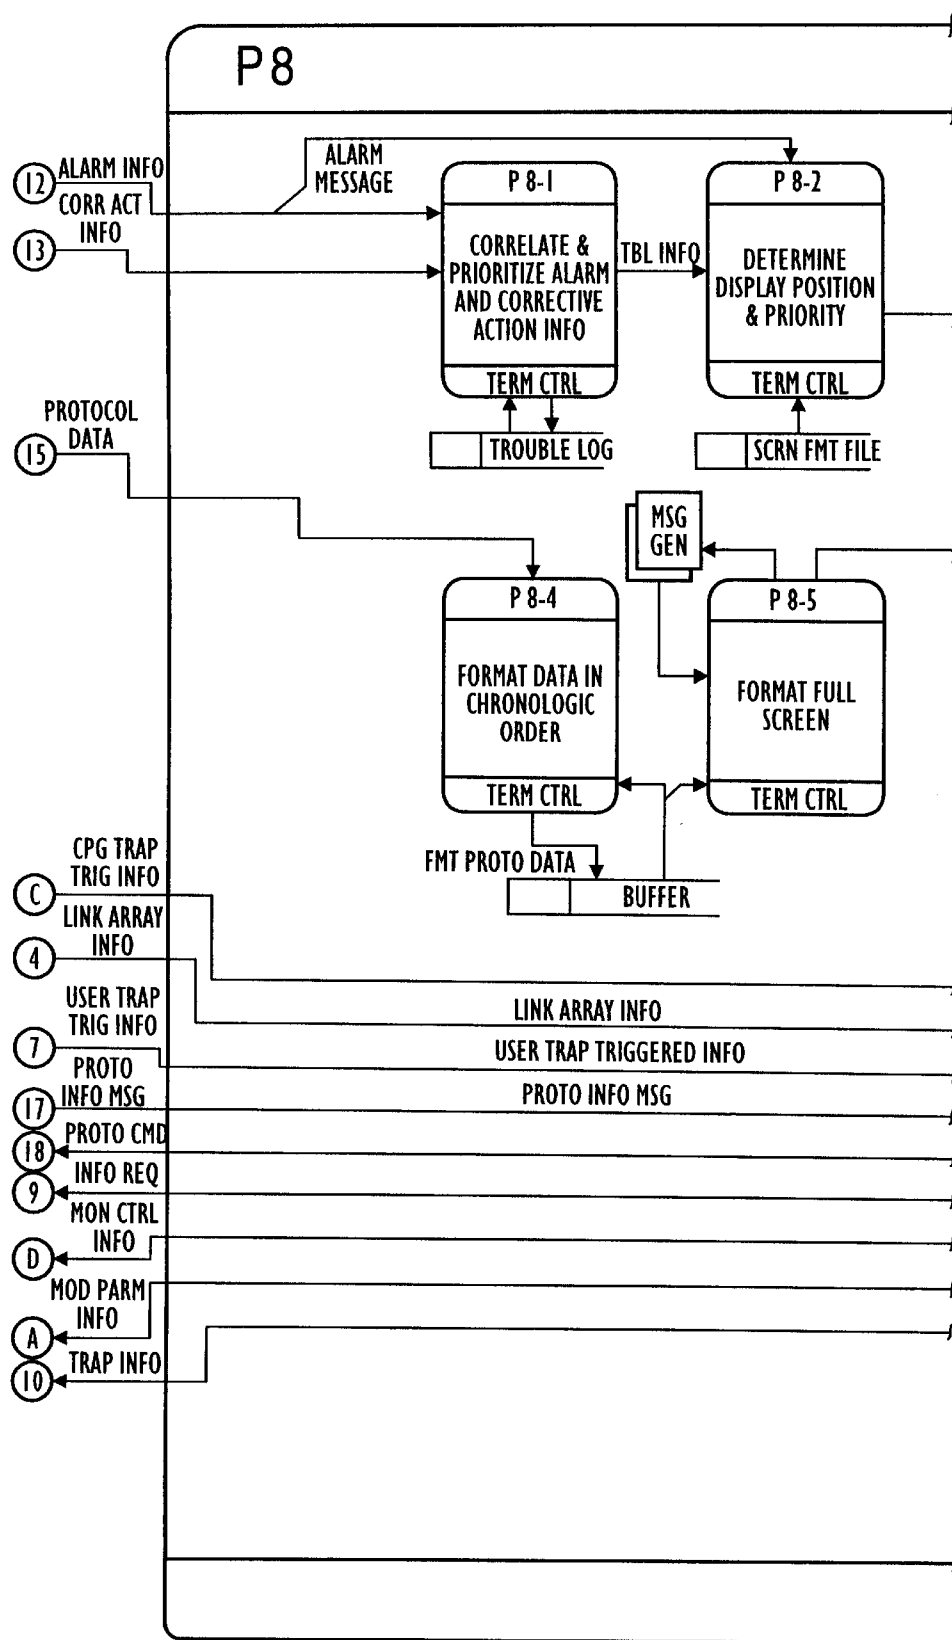 P8
12
ALARM INFO
CORR ACT
INFO
13
ALARM
MESSAGE
P 8-1
CORRELATE &
PRIORITIZE ALARM
AND CORRECTIVE
ACTION INFO
TERM CTRL
TBL INFO
P 8-2
DETERMINE
DISPLAY POSITION
& PRIORITY
TERM CTRL
TROUBLE LOG
SCRN FMT FILE
PROTOCOL
DATA
15
MSG
GEN
P 8-4
FORMAT DATA IN
CHRONOLOGIC
ORDER
TERM CTRL
P 8-5
FORMAT FULL
SCREEN
TERM CTRL
FMT PROTO DATA
BUFFER
CPG TRAP
TRIG INFO
C
LINK ARRAY
INFO
4
LINK ARRAY INFO
USER TRAP
TRIG INFO
7
USER TRAP TRIGGERED INFO
PROTO
INFO MSG
17
PROTO INFO MSG
PROTO CMD
18
INFO REQ
9
MON CTRL
INFO
D
MOD PARM
INFO
A
TRAP INFO
10